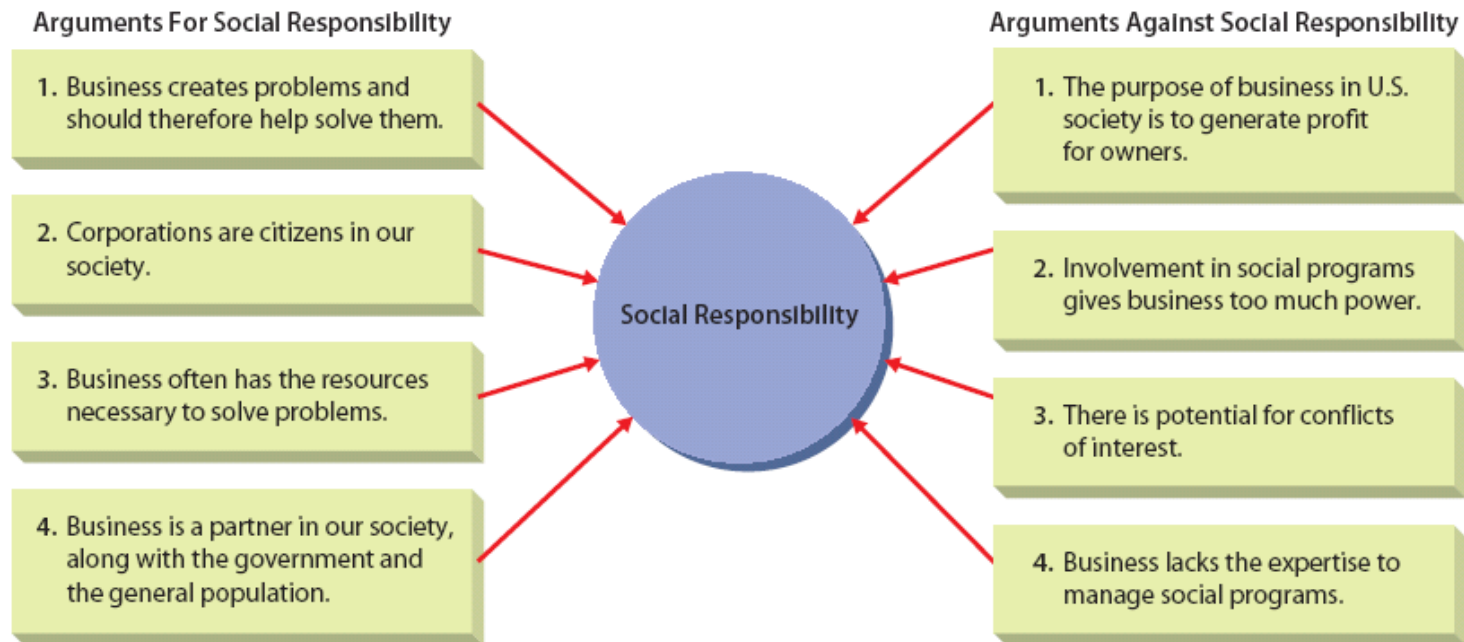 Arguments For Social Responsibility
1. Business creates problems and
should therefore help solve them.
2. Corporations are citizens in our
society.
3. Business often has the resources
necessary to solve problems.
4. Business is a partner in our society,
along with the government and
the general population.
Social Responsibility
Arguments Against Social Responsibility
1. The purpose of business in U.S.
society is to generate profit
for owners.
2. Involvement in social programs
gives business too much power.
3. There is potential for conflicts
of interest.
4. Business lacks the expertise to
manage social programs.